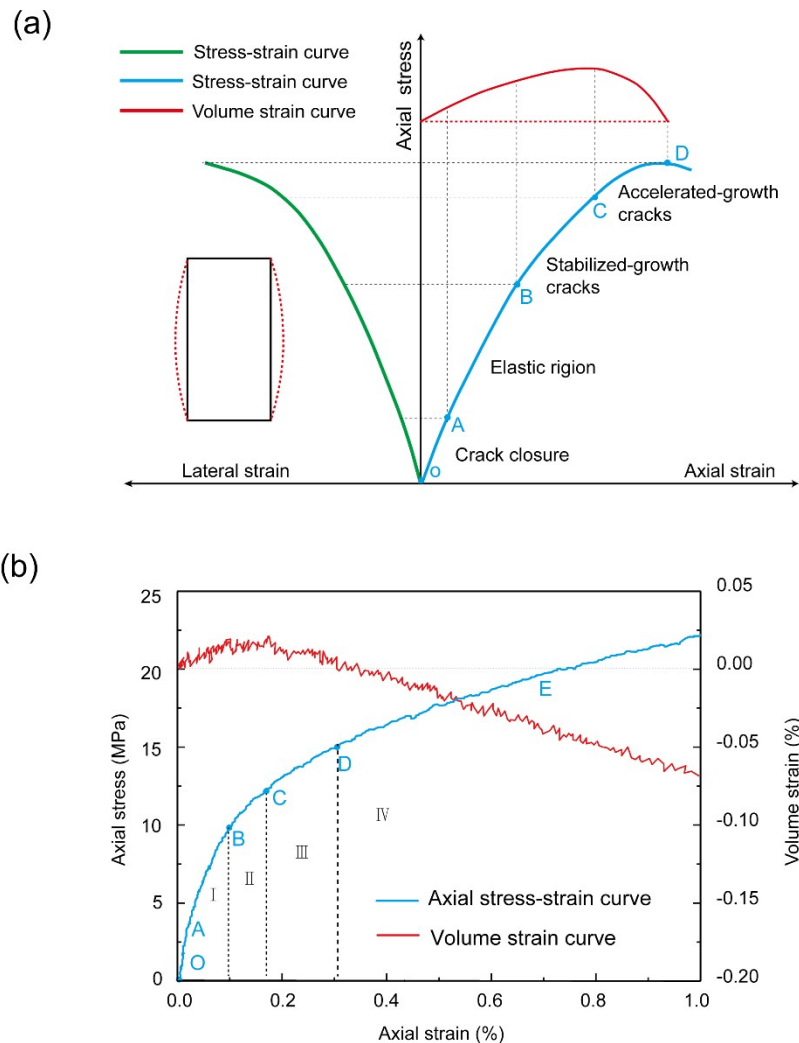 (a)
Stress-strain curve
Stress-strain curve
Volume strain curve
Axial stress
D
C
Accelerated-growth
cracks
Stabilized-growth
cracks
B
Elastic rigion
A
Crack closure
O
Lateral strain
Axial strain
(b)
25
20
15
10
5
0
Axial stress (MPa)
0.05
0.00
-0.05
-0.10
-0.15
-0.20
Volume strain (%)
E
D
C
B
A
O
I
II
III
IV
Axial stress-strain curve
Volume strain curve
0.0
0.2
0.4
0.6
0.8
1.0
Axial strain (%)